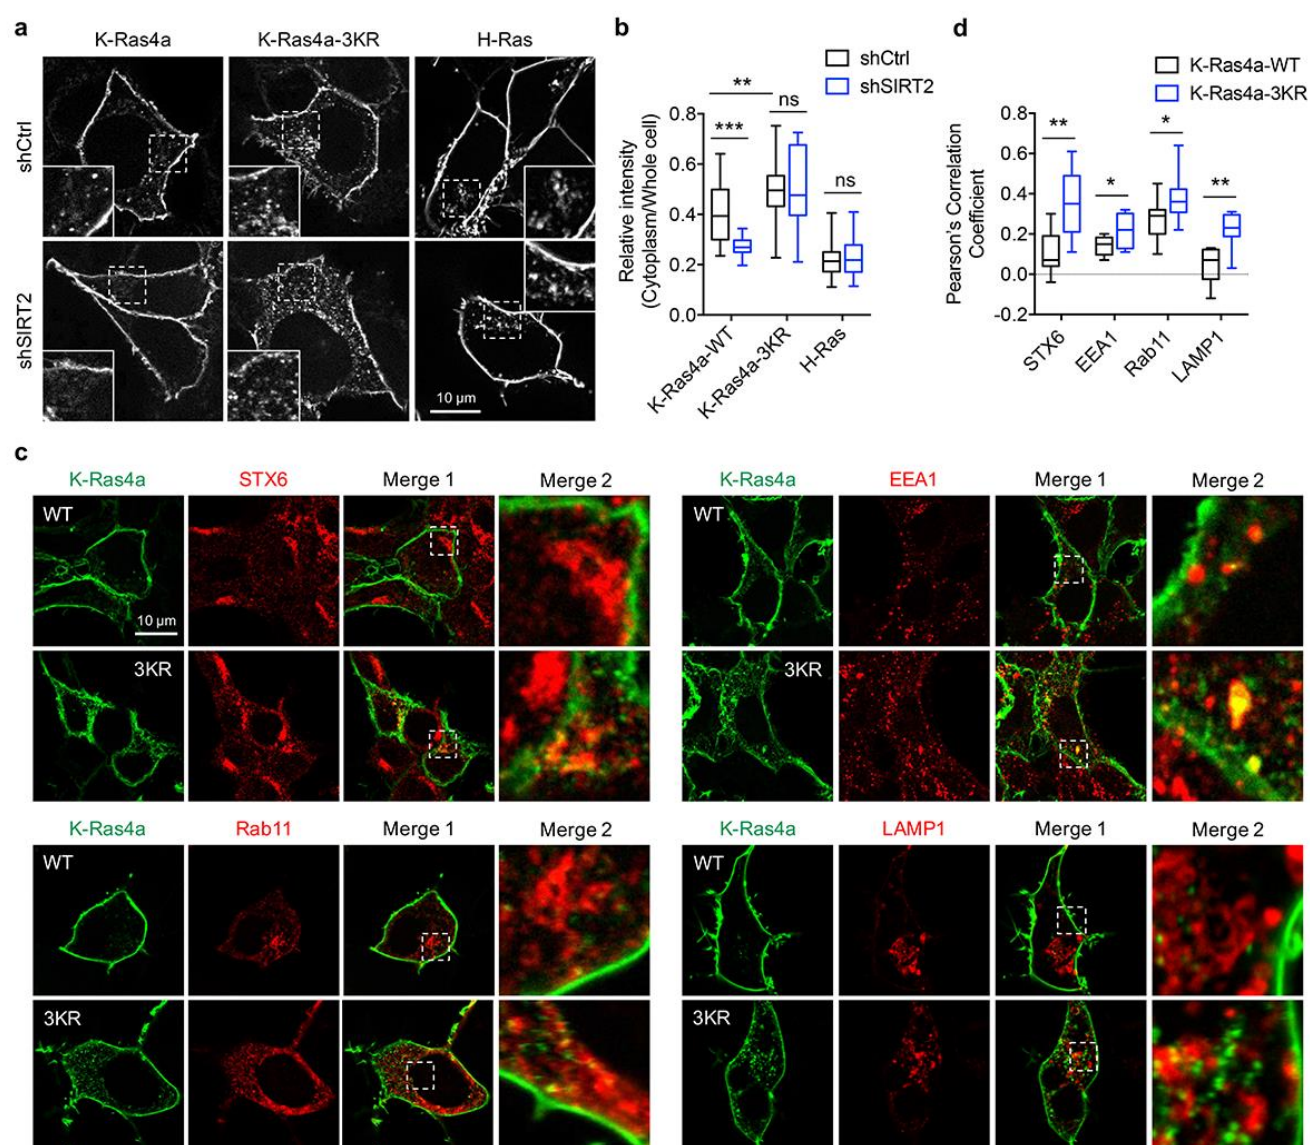 a
K-Ras4a K-Ras4a-3KR H-Ras
shCtrl
shSIRT2
10 µm
b
shCtrl
shSIRT2
Relative intensity
(Cytoplasm/Whole cell)
0.8
0.6
0.4
0.2
0.0
** ns
***
ns
K-Ras4a-WT
K-Ras4a-3KR
H-Ras
d
K-Ras4a-WT
K-Ras4a-3KR
Pearson's Correlation
Coefficient
0.8
0.6
0.4
0.2
0.0
-0.2
**
*
*
**
STX6
EEA1
Rab11
LAMP1
c
K-Ras4a STX6 Merge 1 Merge 2
WT
10 µm
3KR
K-Ras4a EEA1 Merge 1 Merge 2
WT
3KR
K-Ras4a Rab11 Merge 1 Merge 2
WT
3KR
K-Ras4a LAMP1 Merge 1 Merge 2
WT
3KR